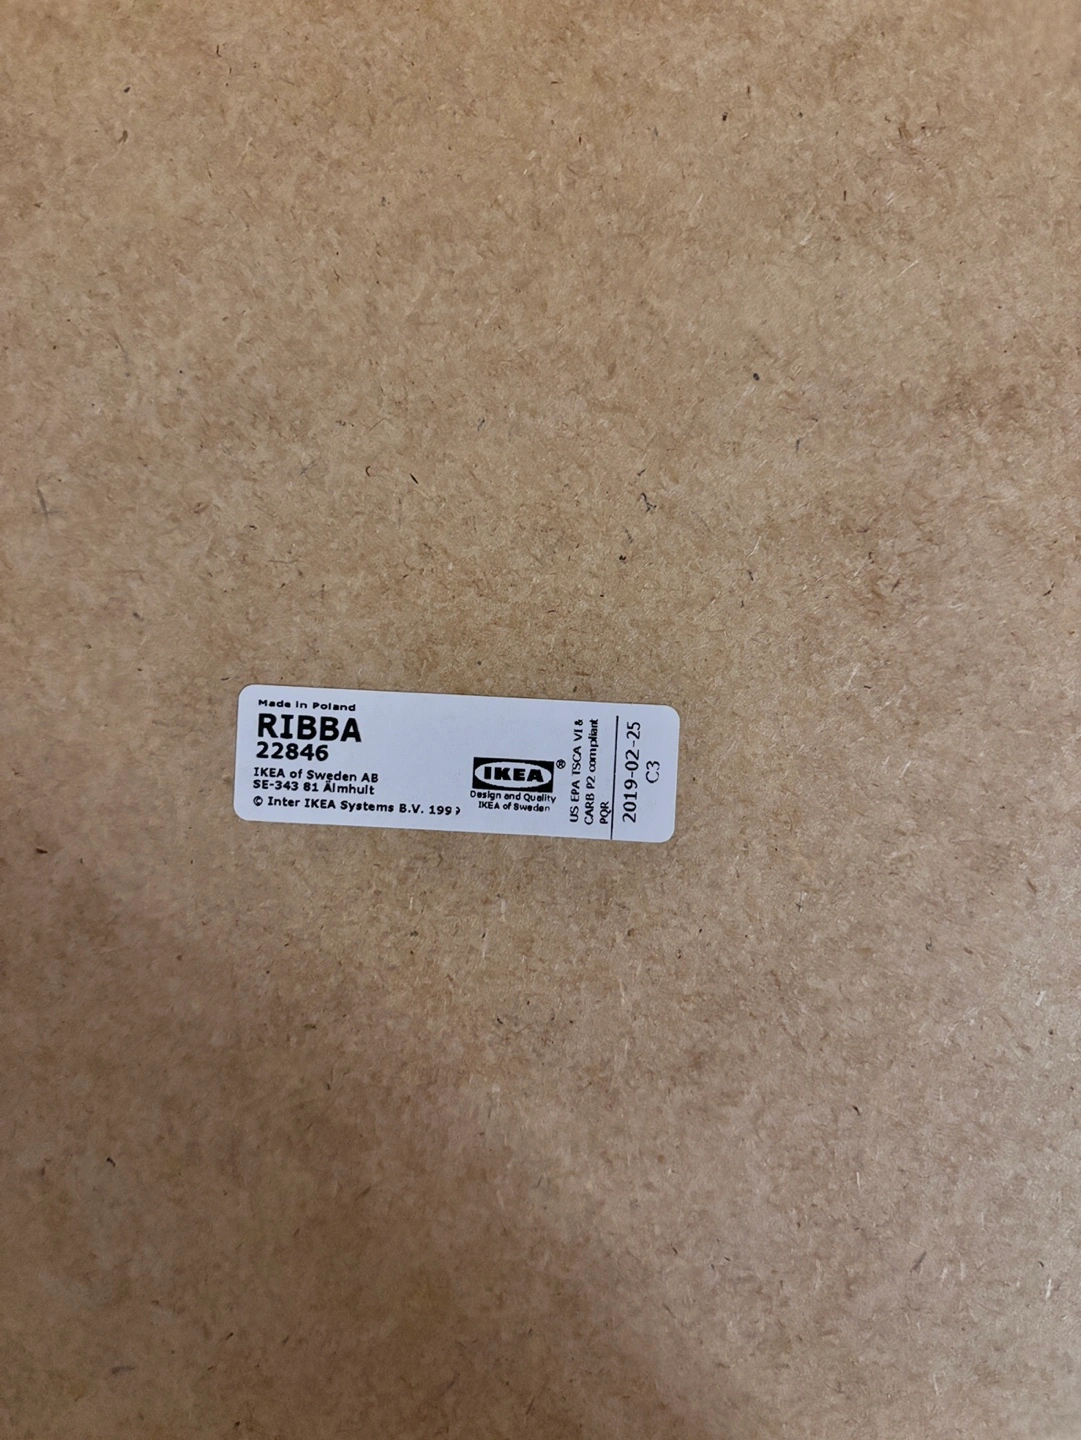 Made in Poland
RIBBA
22846
IKEA of Sweden AB
SE-343 81 Älmhult
© Inter IKEA Systems B.V.
IKEA
®
Design and Quality
IKEA of Sweden
US EPA TSCA VI &
CARB P2 compliant
PQR
2019-02-25
C3